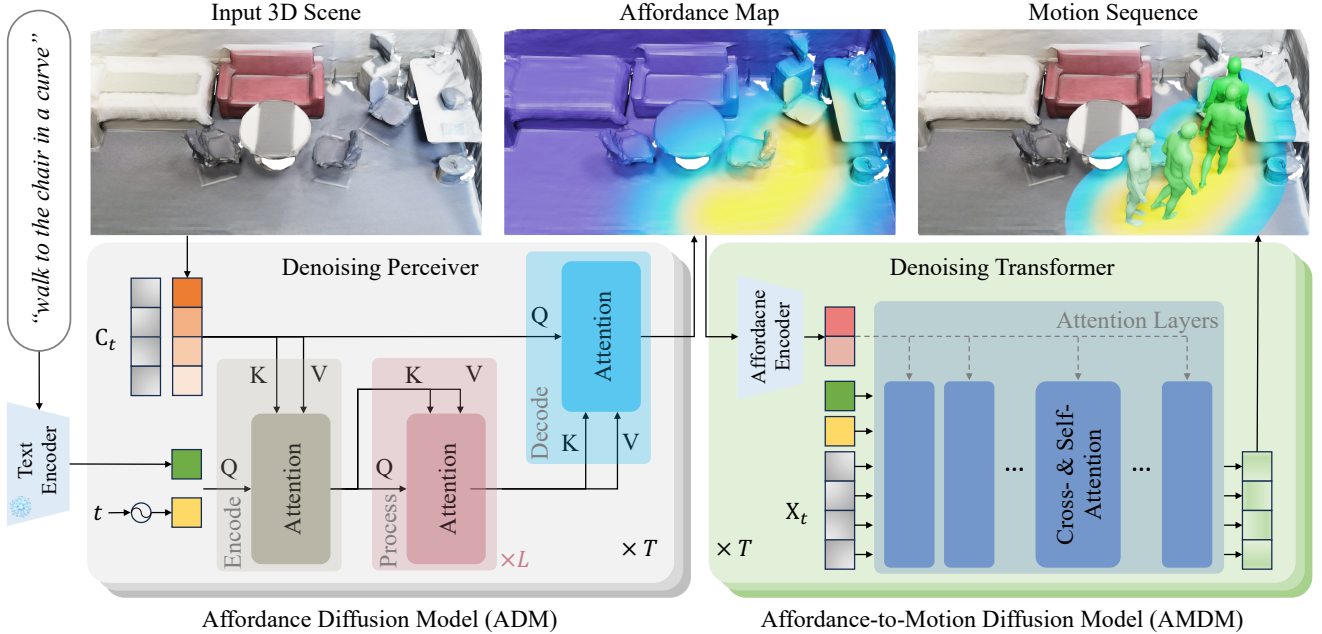 Input 3D Scene
Affordance Map
Motion Sequence
“walk to the chair in a curve”
Denoising Perceiver
Denoising Transformer
C_t
Q
Attention
Decode
K
V
K
V
K
V
Affordacne
Encoder
Attention Layers
Text
Encoder
Q
Encode
Attention
Q
Process
Attention
t
×L
×T
×T
X_t
...
Cross- & Self-
Attention
...
Affordance Diffusion Model (ADM)
Affordance-to-Motion Diffusion Model (AMDM)